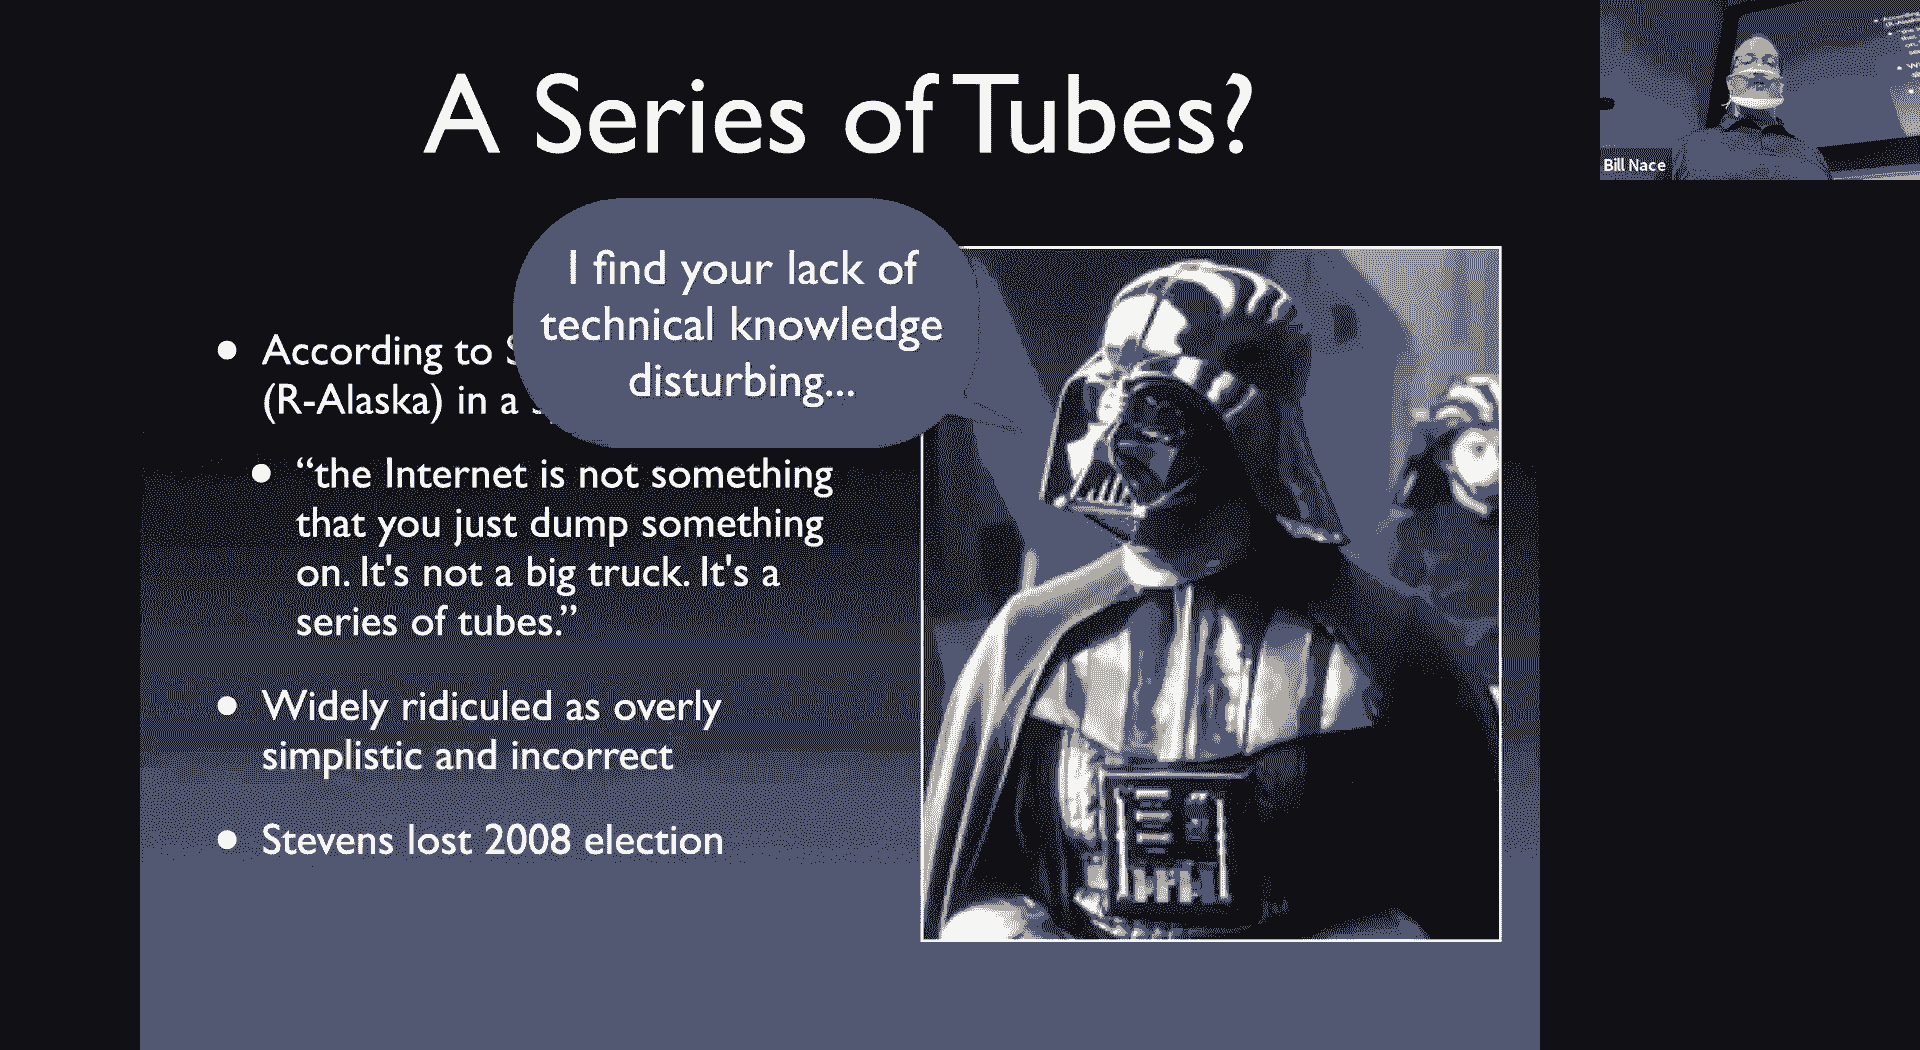 A Series of Tubes?
I find your lack of
technical knowledge
disturbing...
• According to
(R-Alaska) in a
• “the Internet is not something
that you just dump something
on. It's not a big truck. It's a
series of tubes.”
• Widely ridiculed as overly
simplistic and incorrect
• Stevens lost 2008 election
Bill Nace